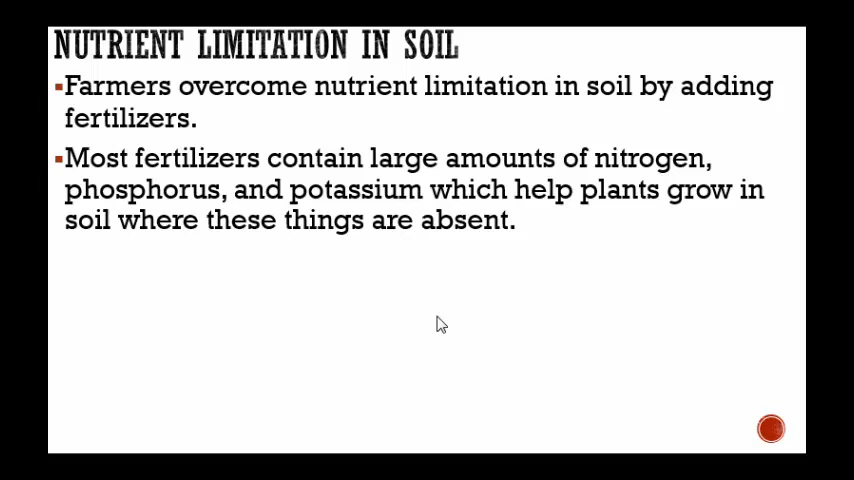 NUTRIENT LIMITATION IN SOIL
▪Farmers overcome nutrient limitation in soil by adding
fertilizers.
▪Most fertilizers contain large amounts of nitrogen,
phosphorus, and potassium which help plants grow in
soil where these things are absent.